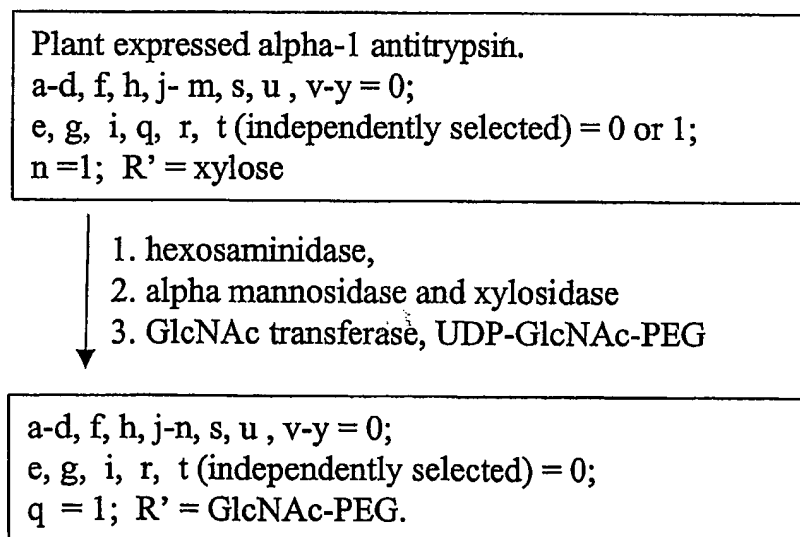 Plant expressed alpha-1 antitrypsin.
a-d, f, h, j- m, s, u , v-y = 0;
e, g, i, q, r, t (independently selected) = 0 or 1;
n =1; R' = xylose
1. hexosaminidase,
2. alpha mannosidase and xylosidase
3. GlcNAc transferase, UDP-GlcNAc-PEG
a-d, f, h, j-n, s, u , v-y = 0;
e, g, i, r, t (independently selected) = 0;
q = 1; R' = GlcNAc-PEG.